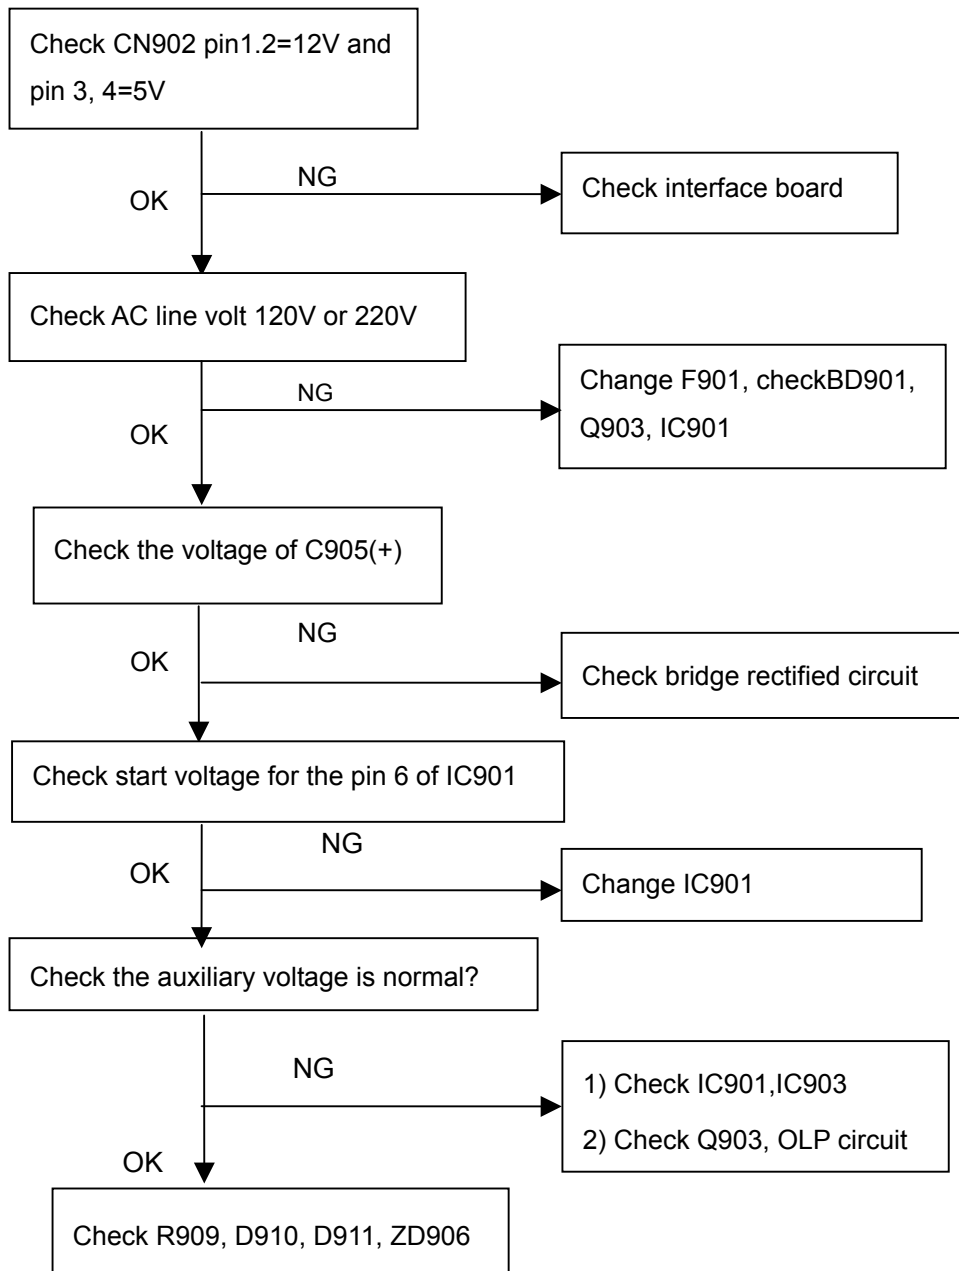 Check CN902 pin1.2=12V and
pin 3, 4=5V
NG
OK
Check interface board
Check AC line volt 120V or 220V
NG
OK
Change F901, checkBD901,
Q903, IC901
Check the voltage of C905(+)
NG
OK
Check bridge rectified circuit
Check start voltage for the pin 6 of IC901
NG
OK
Change IC901
Check the auxiliary voltage is normal?
NG
OK
1) Check IC901,IC903
2) Check Q903, OLP circuit
Check R909, D910, D911, ZD906